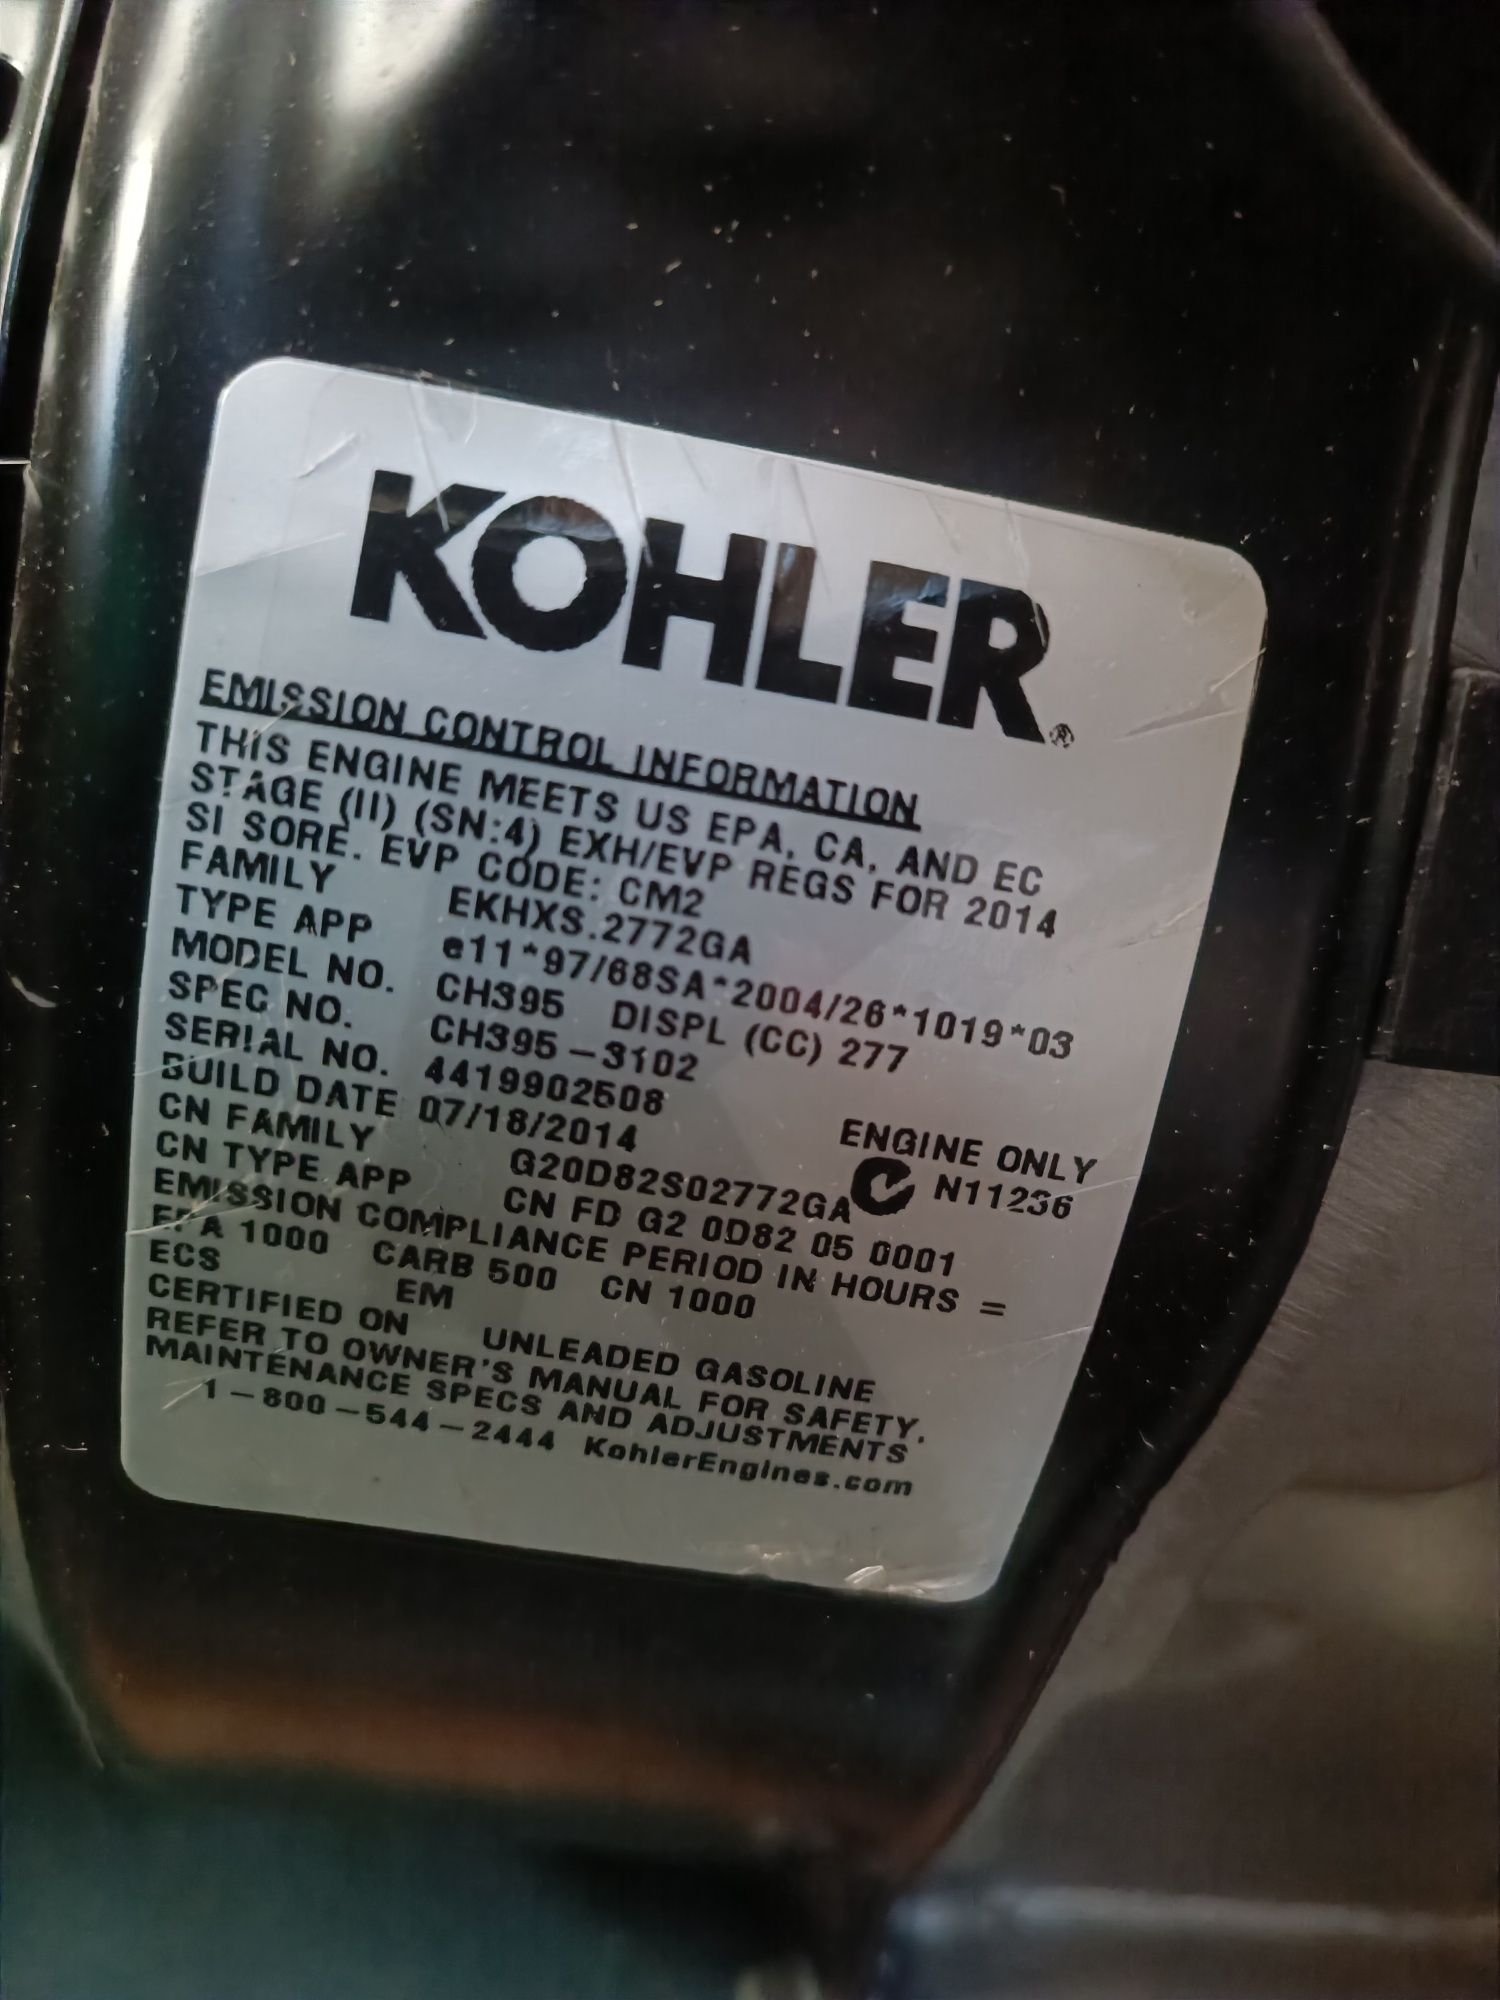 KOHLER®
EMISSION CONTROL INFORMATION
THIS ENGINE MEETS US EPA, CA, AND EC
STAGE (II) (SN:4) EXH/EVP REGS FOR 2014
SI SORE. EVP CODE: CM2
FAMILY EKHXS.2772GA
TYPE APP e11*97/68SA*2004/26*1019*03
MODEL NO. CH395 DISPL (CC) 277
SPEC NO. CH395-3102
SERIAL NO. 4419902508
BUILD DATE 07/18/2014 ENGINE ONLY
CN FAMILY G20D82S02772GA N11236
CN TYPE APP CN FD G2 0D82 05 0001
EMISSION COMPLIANCE PERIOD IN HOURS =
EPA 1000 CARB 500 CN 1000
ECS EM
CERTIFIED ON UNLEADED GASOLINE
REFER TO OWNER'S MANUAL FOR SAFETY,
MAINTENANCE SPECS AND ADJUSTMENTS
1-800-544-2444 KohlerEngines.com